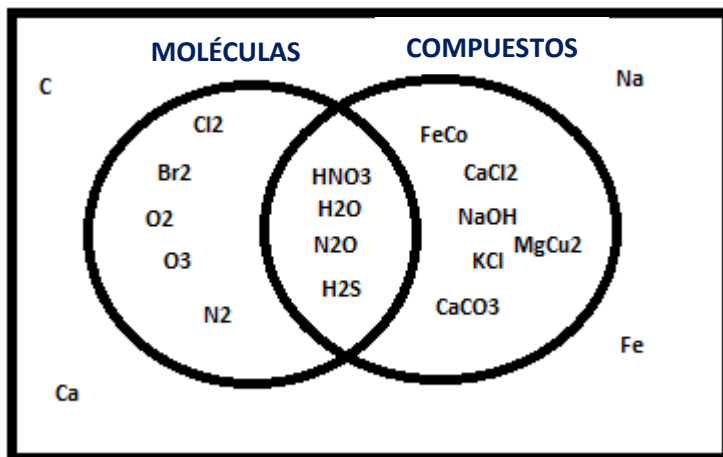 MOLÉCULAS COMPUESTOS
C
Na
Cl2
FeCo
Br2
HNO3
CaCl2
O2
H2O
NaOH
N2O
MgCu2
O3
KCl
H2S
N2
CaCO3
Fe
Ca